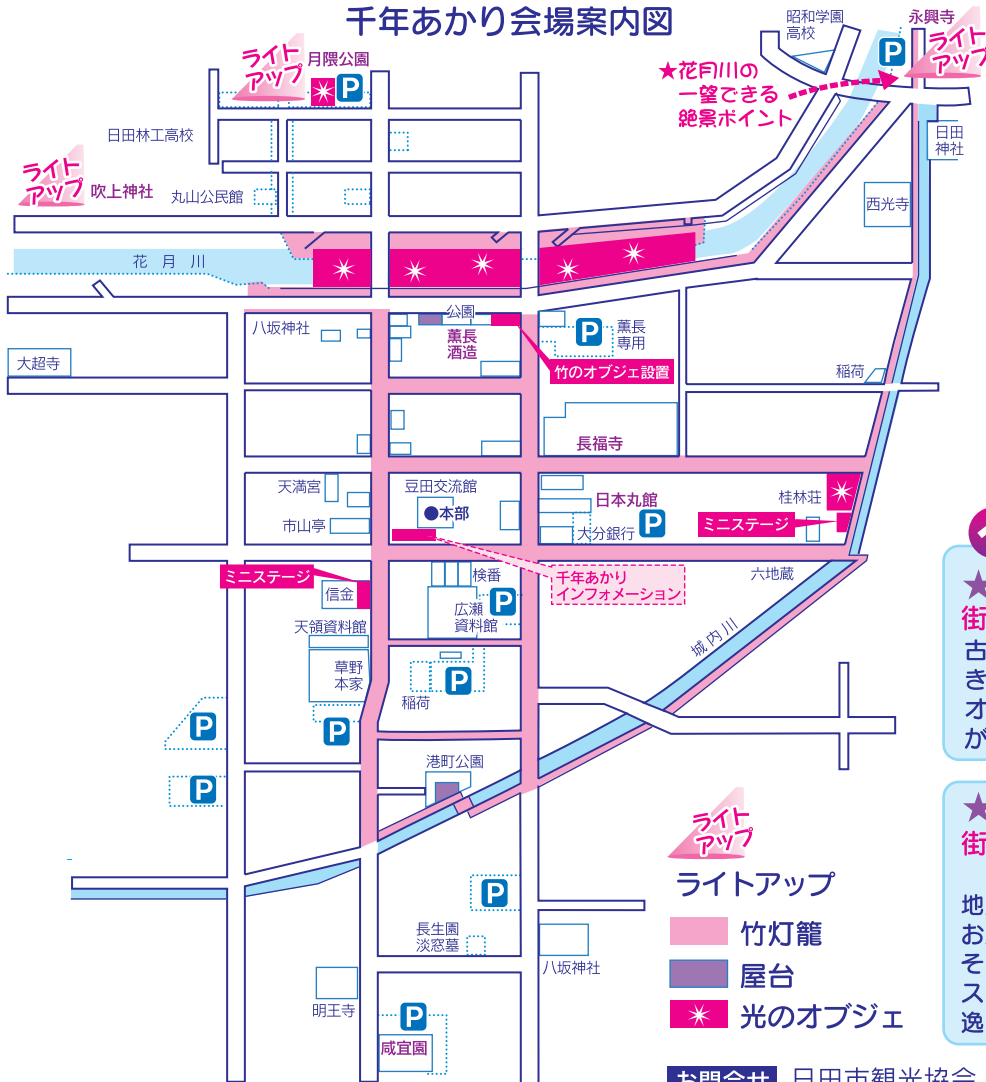 千年あかり会場案内図
昭和学園
高校
永興寺
ライト
アップ
P
ライト
アップ
月隈公園
P
★花月川の
一望できる
絶景ポイント
日田林工高校
日田
神社
ライト
アップ
吹上神社
丸山公民館
西光寺
花月川
公園
八坂神社
薫長
酒造
P
薫長
専用
大超寺
竹のオブジェ設置
稲荷
長福寺
天満宮
豆田交流館
日本丸館
桂林荘
市山亭
●本部
大分銀行
P
ミニステージ
ミニステージ
検番
千年あかり
インフォメーション
六地蔵
信金
広瀬
資料館
P
天領資料館
城内川
草野
本家
P
稲荷
P
P
港町公園
P
ライト
アップ
ライトアップ
P
竹灯籠
長生園
淡窓墓
八坂神社
屋台
明王寺
P
光のオブジェ
咸宜園
お問合せ
日田市観光協会
★
街
古
き
オ
が
★
街
地
お
そ
ス
逸